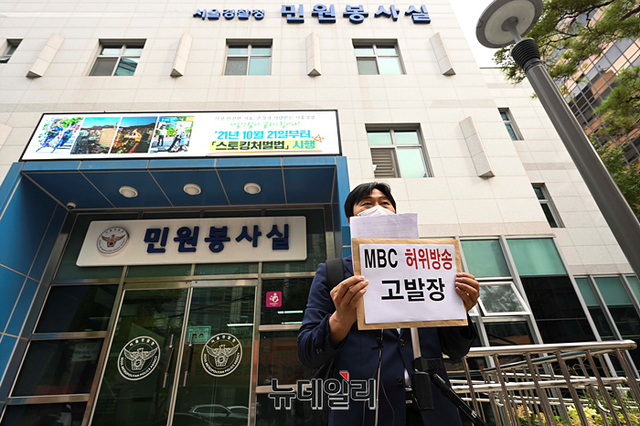 서울경찰청 민원봉사실
'21년 10월 21일부터
「스토킹처벌법」 시행
민원봉사실
MBC 허위방송
고발장
뉴데일리